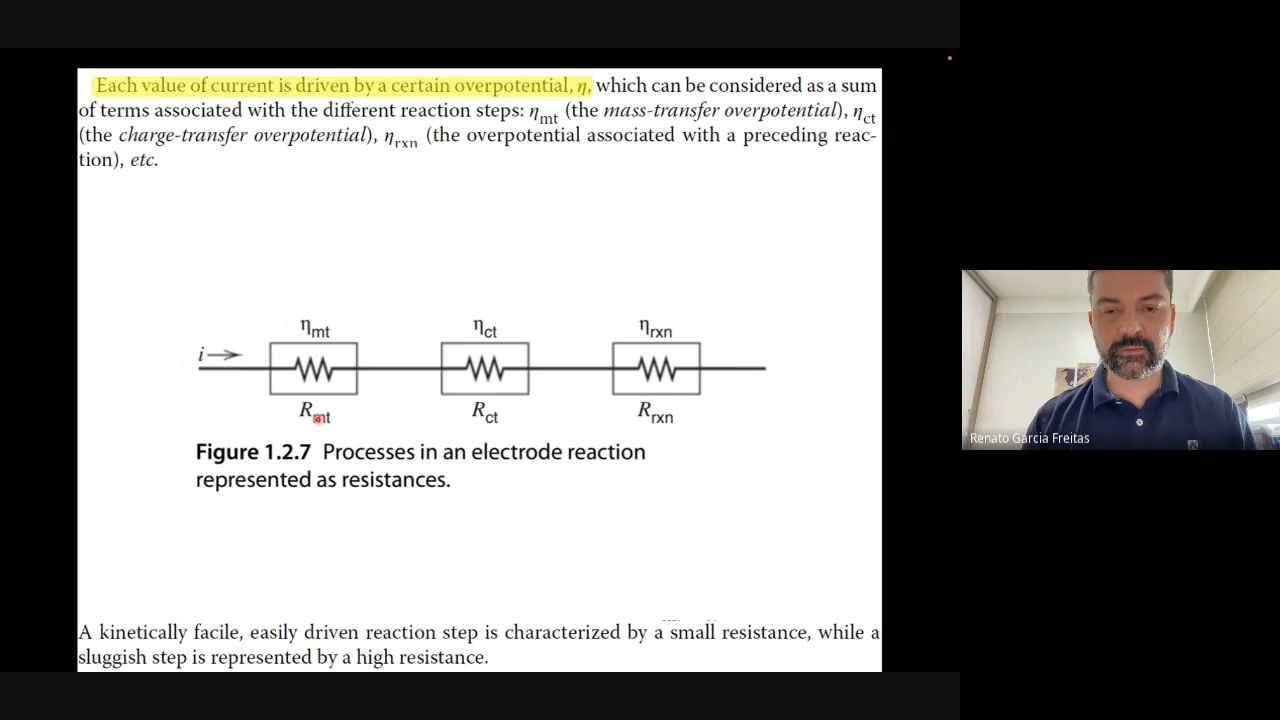 Each value of current is driven by a certain overpotential, η, which can be considered as a sum
of terms associated with the different reaction steps: ηmt (the mass-transfer overpotential), ηct
(the charge-transfer overpotential), ηrxn (the overpotential associated with a preceding reac-
tion), etc.
ηmt ηct ηrxn
i
Rmt Rct Rrxn
Figure 1.2.7 Processes in an electrode reaction
represented as resistances.
A kinetically facile, easily driven reaction step is characterized by a small resistance, while a
sluggish step is represented by a high resistance.
Renato Garcia Freitas